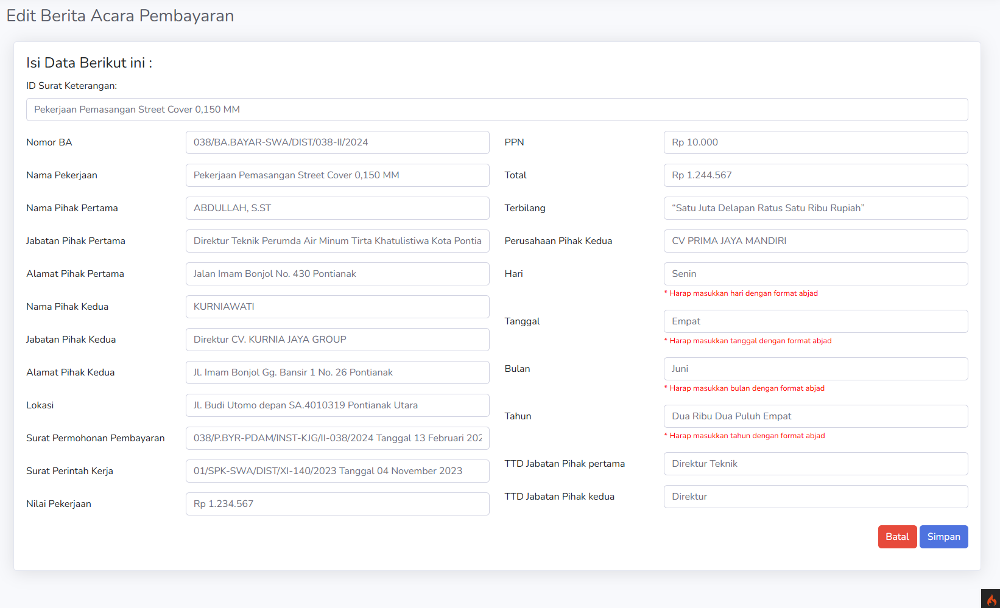 Edit Berita Acara Pembayaran
Isi Data Berikut ini :
ID Surat Keterangan:
Pekerjaan Pemasangan Street Cover 0,150 MM
Nomor BA
038/BA.BAYAR-SWA/DIST/038-II/2024
Nama Pekerjaan
Pekerjaan Pemasangan Street Cover 0,150 MM
Nama Pihak Pertama
ABDULLAH, S.ST
Jabatan Pihak Pertama
Direktur Teknik Perumda Air Minum Tirta Khatulistiwa Kota Pontia
Alamat Pihak Pertama
Jalan Imam Bonjol No. 430 Pontianak
Nama Pihak Kedua
KURNIAWATI
Jabatan Pihak Kedua
Direktur CV. KURNIA JAYA GROUP
Alamat Pihak Kedua
Jl. Imam Bonjol Gg. Bansir 1 No. 26 Pontianak
Lokasi
Jl. Budi Utomo depan SA.4010319 Pontianak Utara
Surat Permohonan Pembayaran
038/P.BYR-PDAM/INST-KJG/II-038/2024 Tanggal 13 Februari 202
Surat Perintah Kerja
01/SPK-SWA/DIST/XI-140/2023 Tanggal 04 November 2023
Nilai Pekerjaan
Rp 1.234.567
PPN
Rp 10.000
Total
Rp 1.244.567
Terbilang
“Satu Juta Delapan Ratus Satu Ribu Rupiah”
Perusahaan Pihak Kedua
CV PRIMA JAYA MANDIRI
Hari
Senin
* Harap masukkan hari dengan format abjad
Tanggal
Empat
* Harap masukkan tanggal dengan format abjad
Bulan
Juni
* Harap masukkan bulan dengan format abjad
Tahun
Dua Ribu Dua Puluh Empat
* Harap masukkan tahun dengan format abjad
TTD Jabatan Pihak pertama
Direktur Teknik
TTD Jabatan Pihak kedua
Direktur
Batal
Simpan